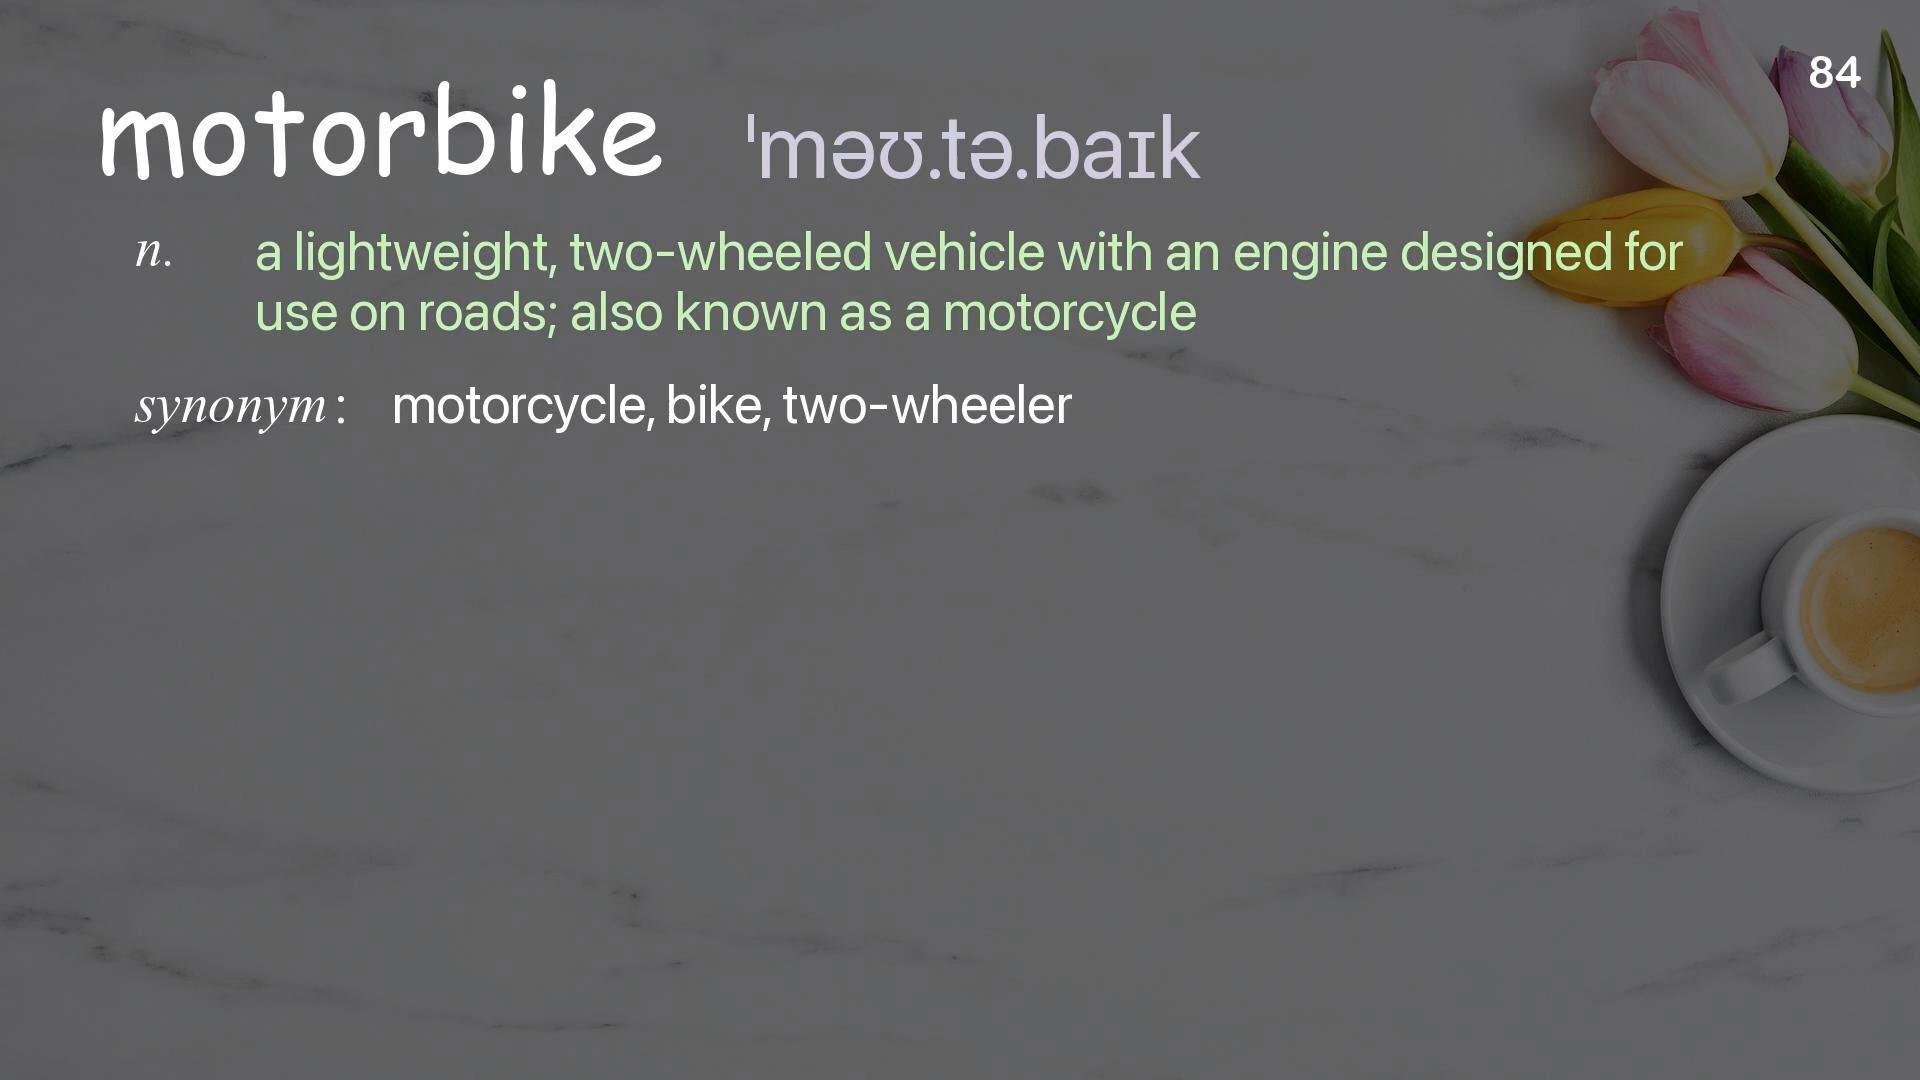 84
motorbike ˈməʊ.tə.baɪk
n. a lightweight, two-wheeled vehicle with an engine designed for
use on roads; also known as a motorcycle
synonym : motorcycle, bike, two-wheeler